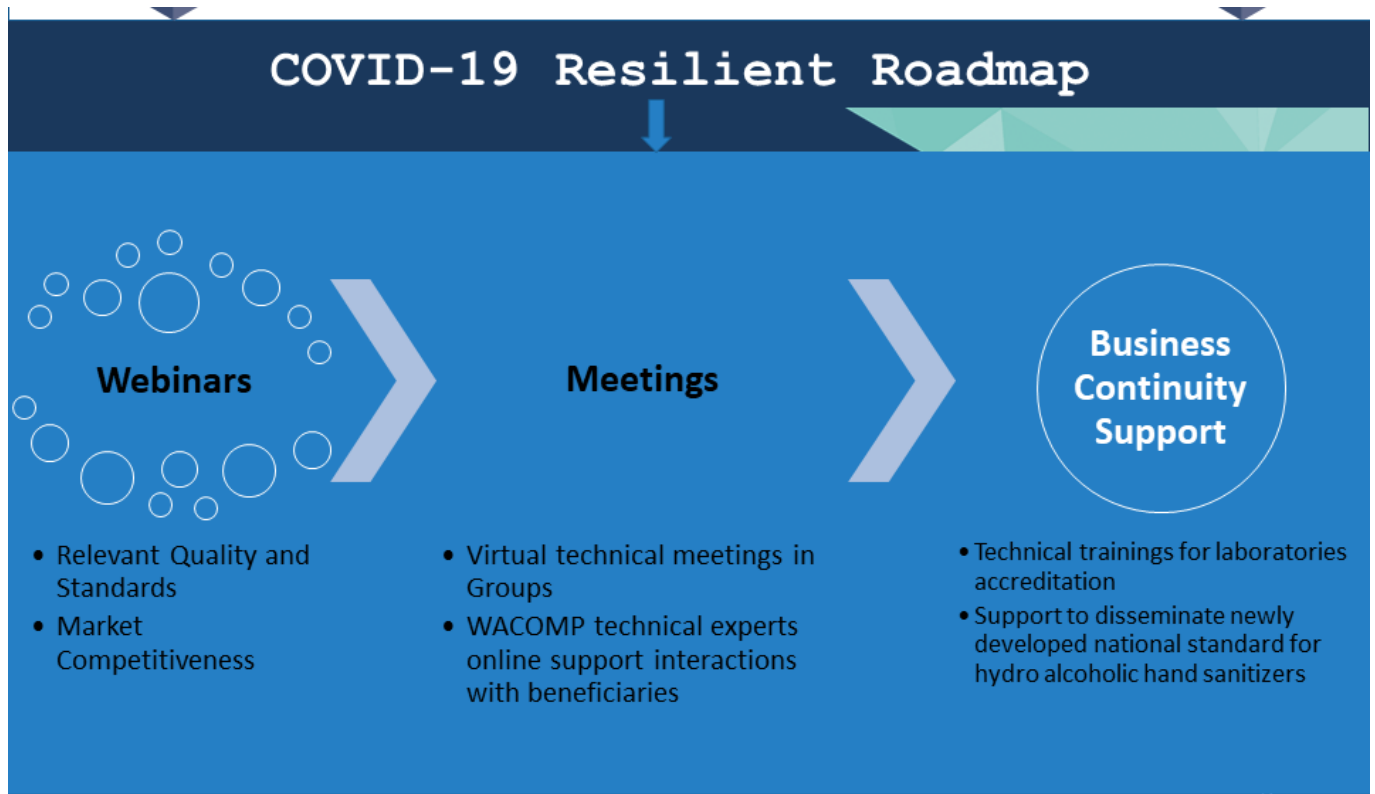 COVID-19 Resilient Roadmap
Webinars
• Relevant Quality and
Standards
• Market
Competitiveness
Meetings
• Virtual technical meetings in
Groups
• WACOMP technical experts
online support interactions
with beneficiaries
Business
Continuity
Support
• Technical trainings for laboratories
accreditation
• Support to disseminate newly
developed national standard for
hydro alcoholic hand sanitizers